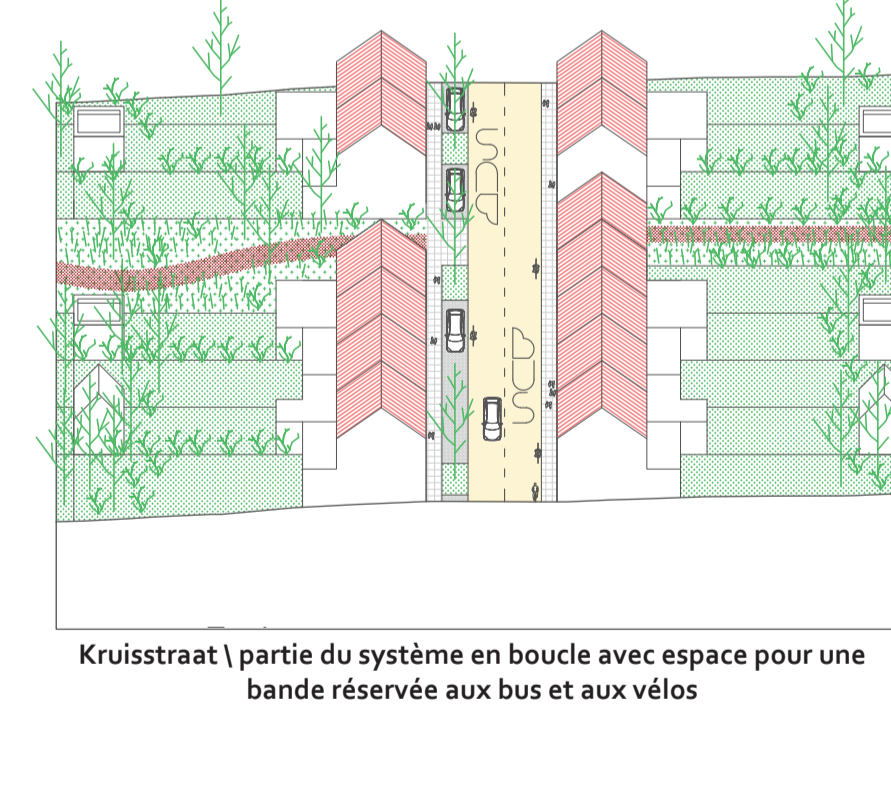 BUS
BUS
Kruisstraat \ partie du système en boucle avec espace pour une
bande réservée aux bus et aux vélos